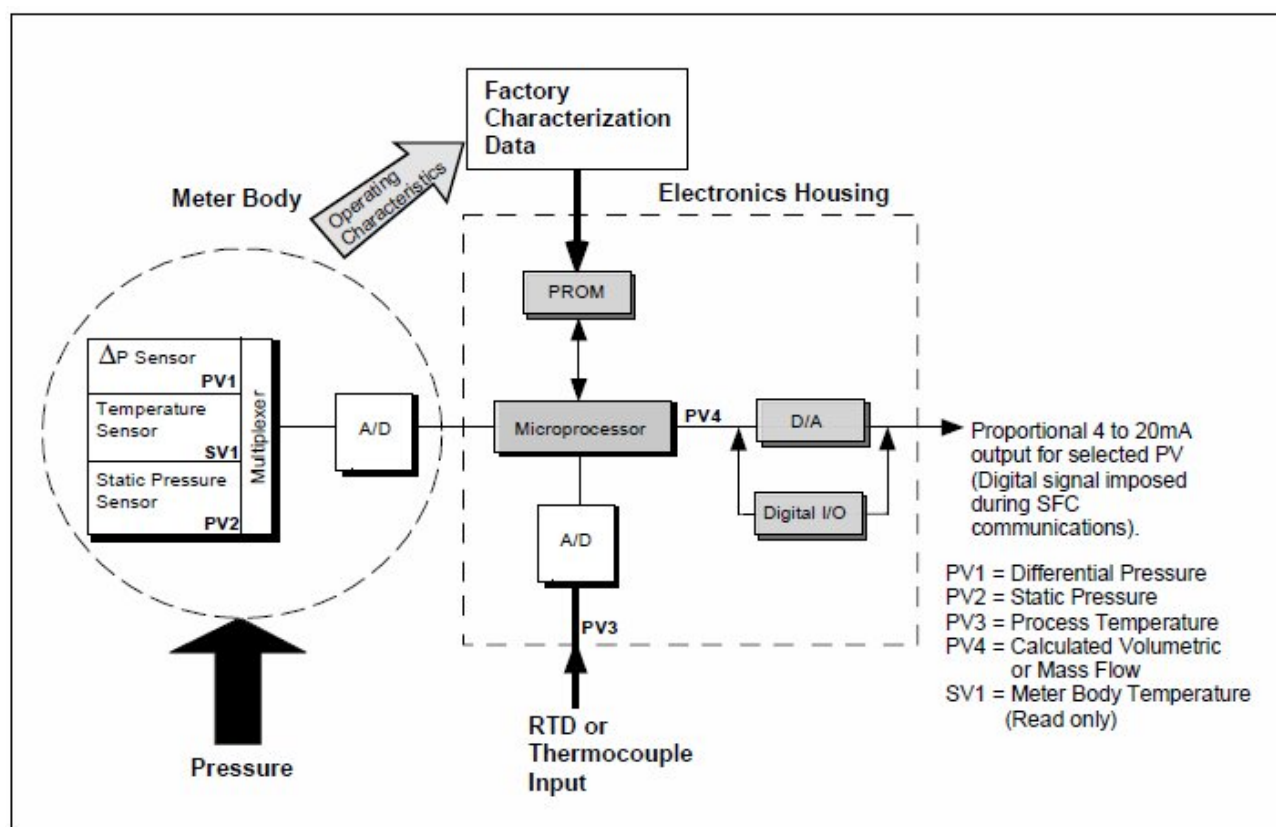 Factory
Characterization
Data
Operating
Characteristics
Meter Body
Electronics Housing
PROM
ΔP Sensor
PV1
Temperature
Sensor
SV1
Static Pressure
Sensor
PV2
Multiplexer
A/D
Microprocessor
PV4
D/A
Digital I/O
A/D
PV3
Proportional 4 to 20mA
output for selected PV
(Digital signal imposed
during SFC
communications).
PV1 = Differential Pressure
PV2 = Static Pressure
PV3 = Process Temperature
PV4 = Calculated Volumetric
or Mass Flow
SV1 = Meter Body Temperature
(Read only)
RTD or
Thermocouple
Input
Pressure